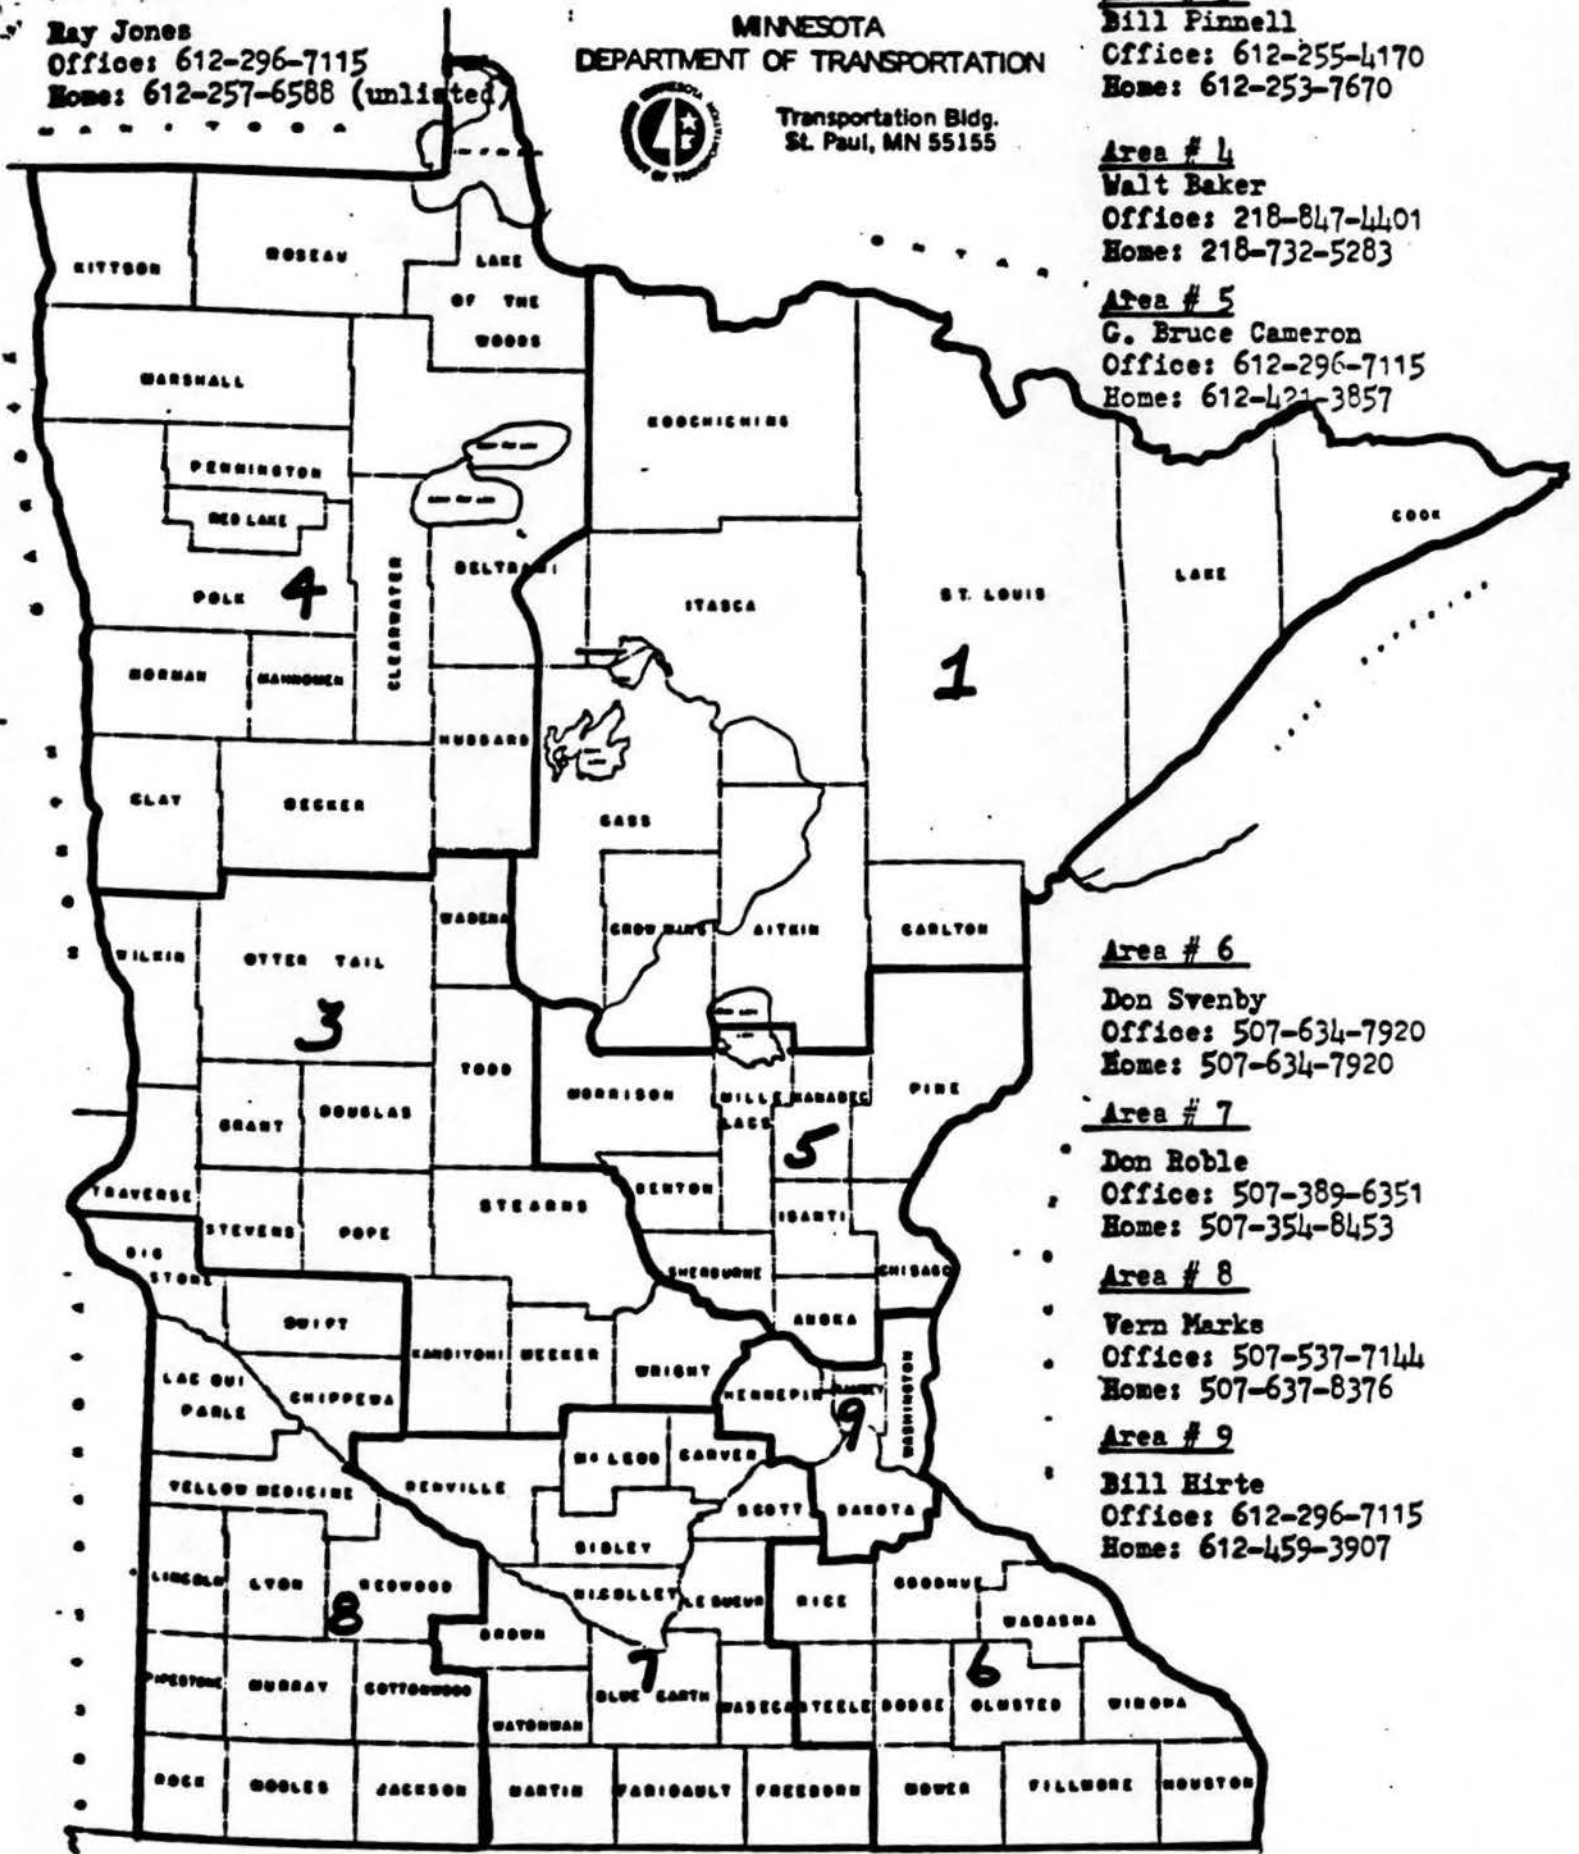 Ray Jones
Office: 612-296-7115
Home: 612-257-6588 (unlisted)
MANITOBA
MINNESOTA
DEPARTMENT OF TRANSPORTATION
Transportation Bldg.
St. Paul, MN 55155
Bill Pinnell
Office: 612-255-4170
Home: 612-253-7670
Area # 4
Walt Baker
Office: 218-847-4401
Home: 218-732-5283
Area # 5
G. Bruce Cameron
Office: 612-296-7115
Home: 612-421-3857
KITTSON
ROSEAU
LAKE
OF THE
WOODS
MARSHALL
KOOCHICHING
PENNINGTON
RED LAKE
COOK
BELTRAMI
CLEARWATER
POLK
4
ITASCA
ST. LOUIS
LAKE
1
NORMAN
MAHNOMEN
HUBBARD
CLAY
BECKER
CASS
WADENA
CROW WING
AITKIN
CARLTON
WILKIN
OTTER TAIL
3
TODD
MORRISON
MILLE
LACS
KANABEC
PINE
5
GRANT
DOUGLAS
TRAVERSE
STEVENS
POPE
STEARNS
BENTON
ISANTI
BIG
STONE
SHERBURNE
CHISAGO
SWIFT
ANOKA
KANDIYOHI
MEEKER
WRIGHT
HENNEPIN
RAMSEY
WASHINGTON
9
LAC QUI
PARLE
CHIPPEWA
YELLOW MEDICINE
RENVILLE
MC LEOD
CARVER
SCOTT
DAKOTA
SIBLEY
LINCOLN
LYON
REDWOOD
8
NICOLLET
LE SUEUR
RICE
GOODHUE
WABASHA
BROWN
7
6
PIPESTONE
MURRAY
COTTONWOOD
WATONWAN
BLUE EARTH
WASECA
STEELE
DODGE
OLMSTED
WINONA
ROCK
NOBLES
JACKSON
MARTIN
FARIBAULT
FREEBORN
MOWER
FILLMORE
HOUSTON
Area # 6
Don Svenby
Office: 507-634-7920
Home: 507-634-7920
Area # 7
Don Roble
Office: 507-389-6351
Home: 507-354-8453
Area # 8
Vern Marks
Office: 507-537-7144
Home: 507-637-8376
Area # 9
Bill Hirte
Office: 612-296-7115
Home: 612-459-3907